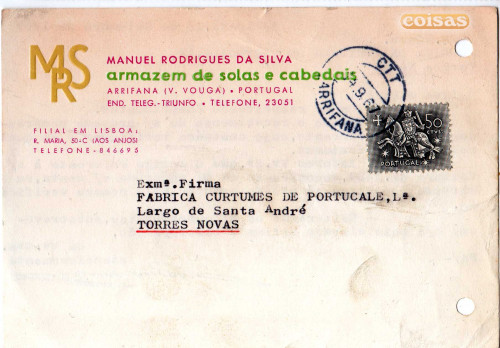 coisas
MRS
MANUEL RODRIGUES DA SILVA
armazem de solas e cabedais
ARRIFANA (V. VOUGA) • PORTUGAL
END. TELEG.-TRIUNFO • TELEFONE, 23051
CTT
ARRIFANA
50
CTVS
PORTUGAL
FILIAL EM LISBOA:
R. MARIA, 50-C (AOS ANJOS)
TELEFONE-846695
Exmª.Firma
FABRICA CURTUMES DE PORTUCALE,Lª.
Largo de Santa André
TORRES NOVAS